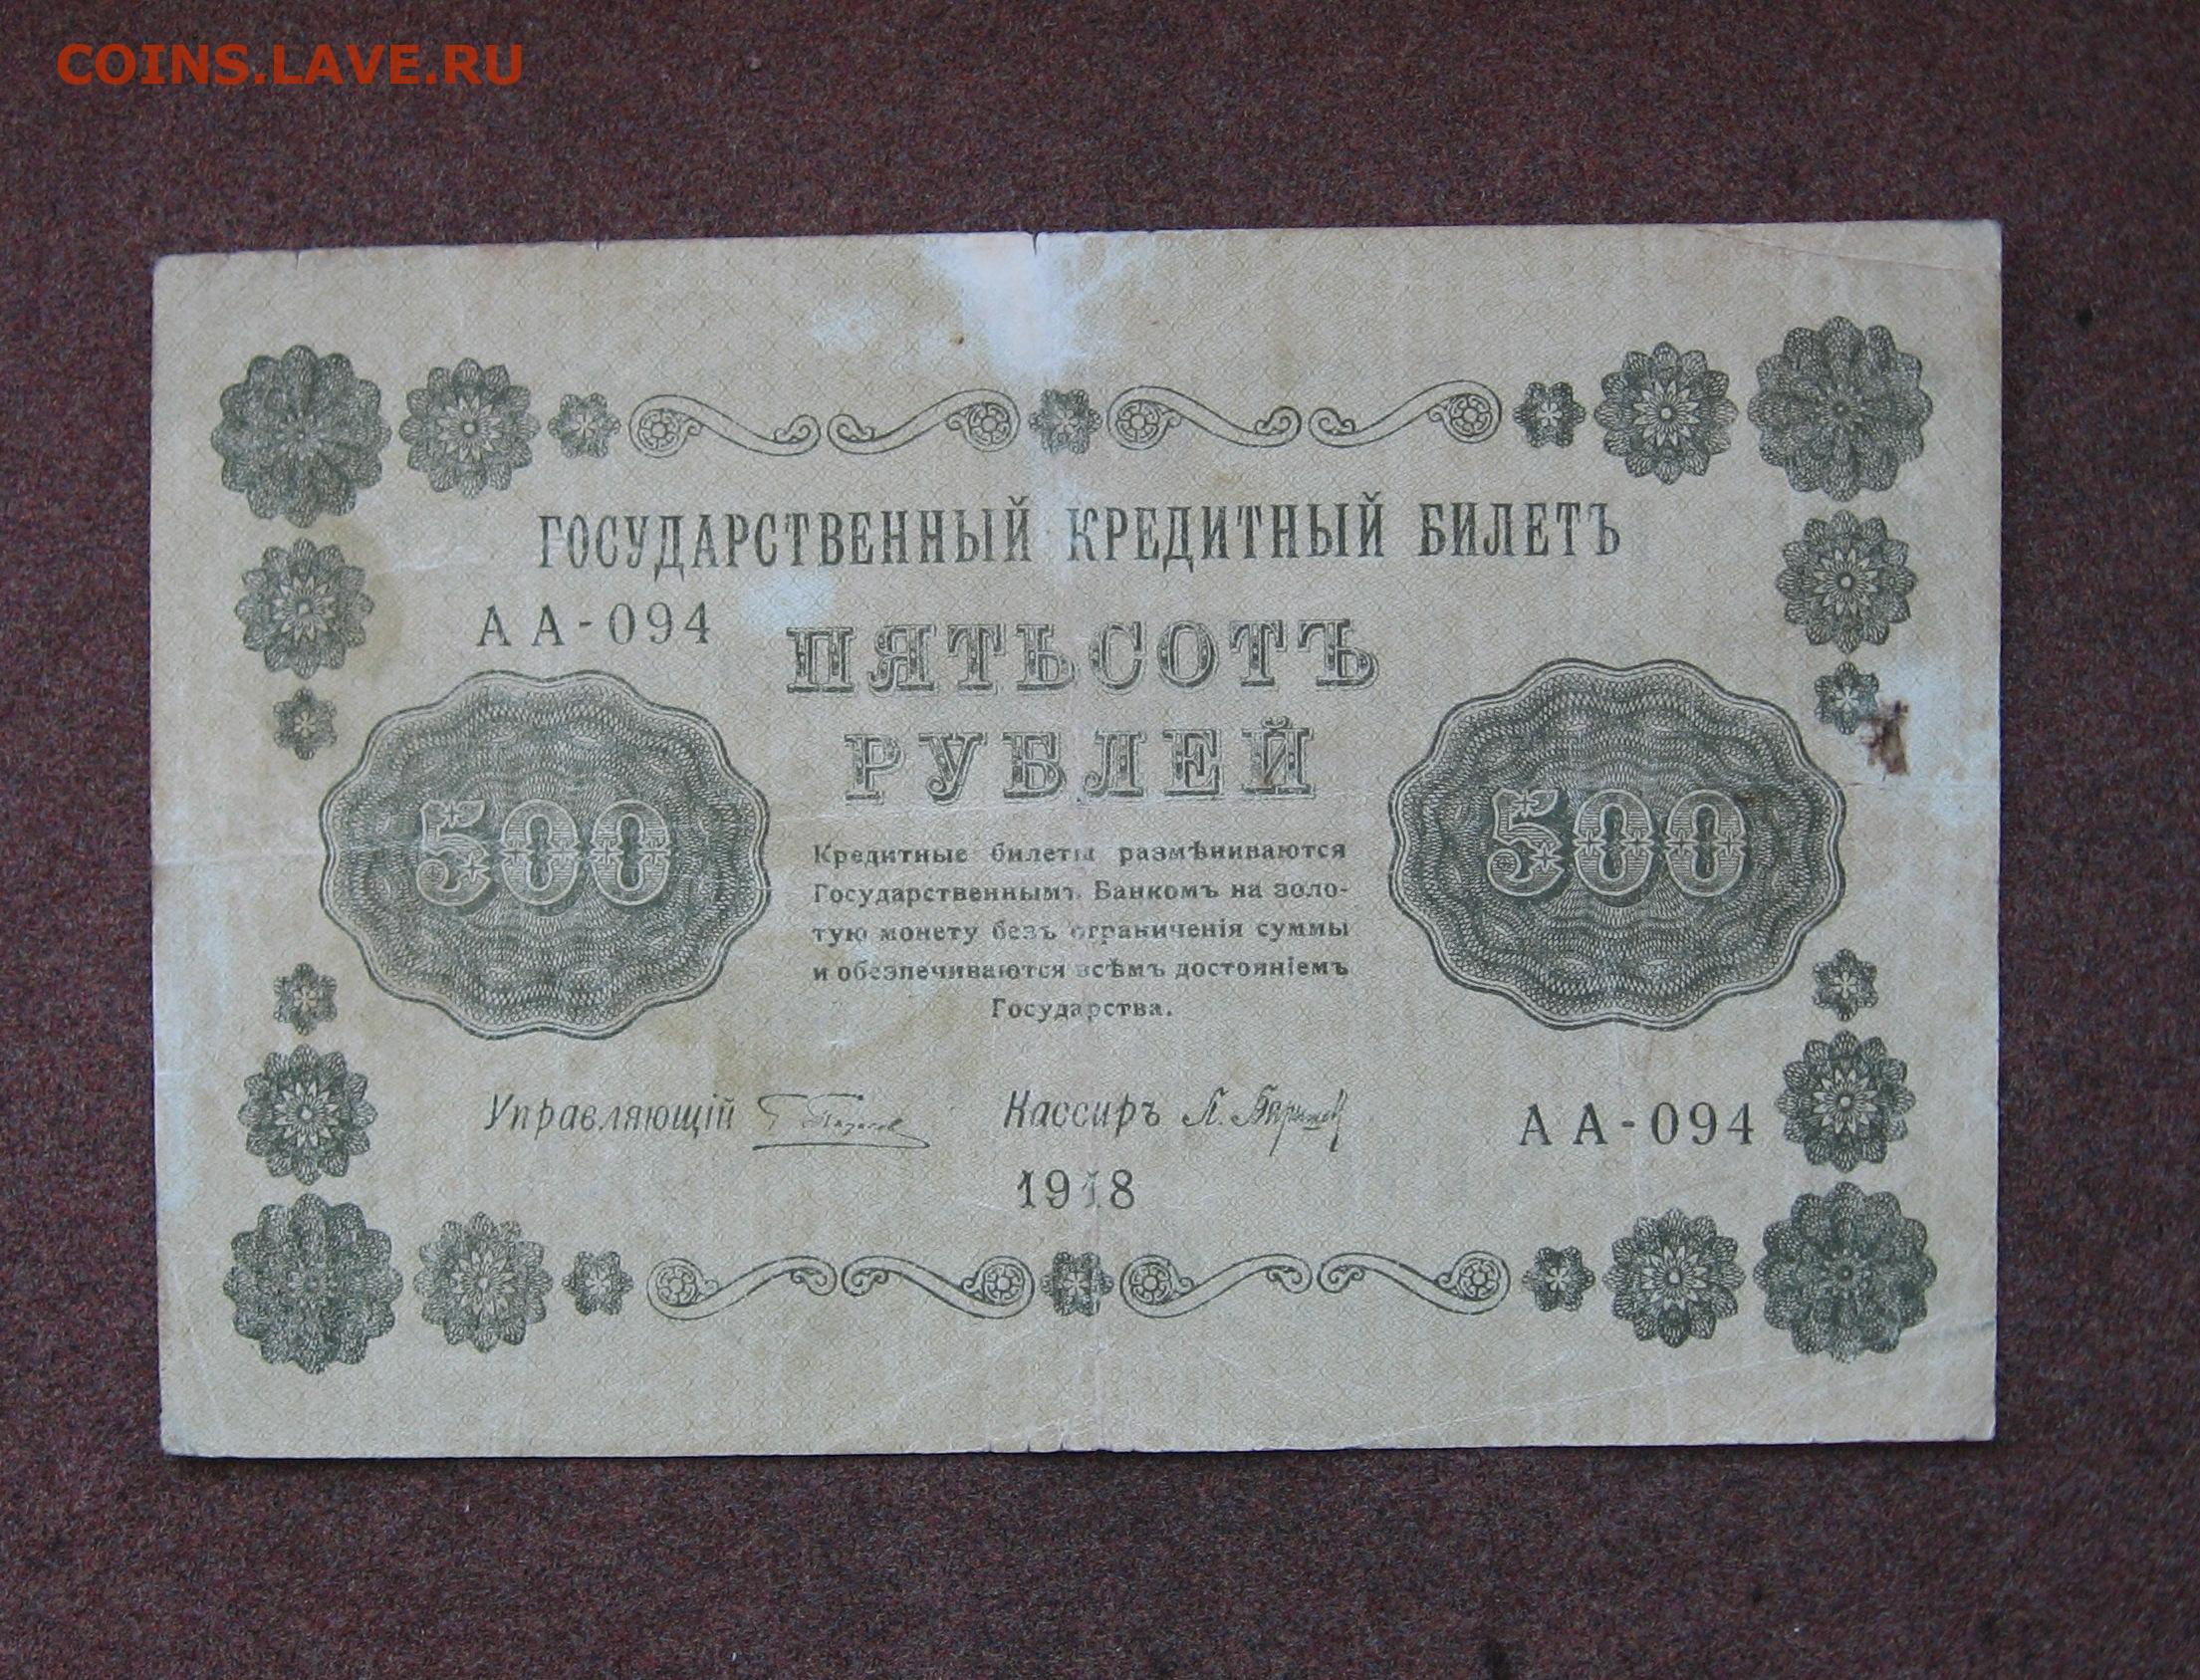 COINS.LAVE.RU
ГОСУДАРСТВЕННЫЙ КРЕДИТНЫЙ БИЛЕТЪ
АА-094
ПЯТЬСОТЪ
РУБЛЕЙ
500
500
Кредитные билеты размѣниваются
Государственнымъ Банкомъ на золо-
тую монету безъ ограниченія суммы
и обезпечиваются всѣмъ достояніемъ
Государства.
Управляющій
Кассиръ
АА-094
1918